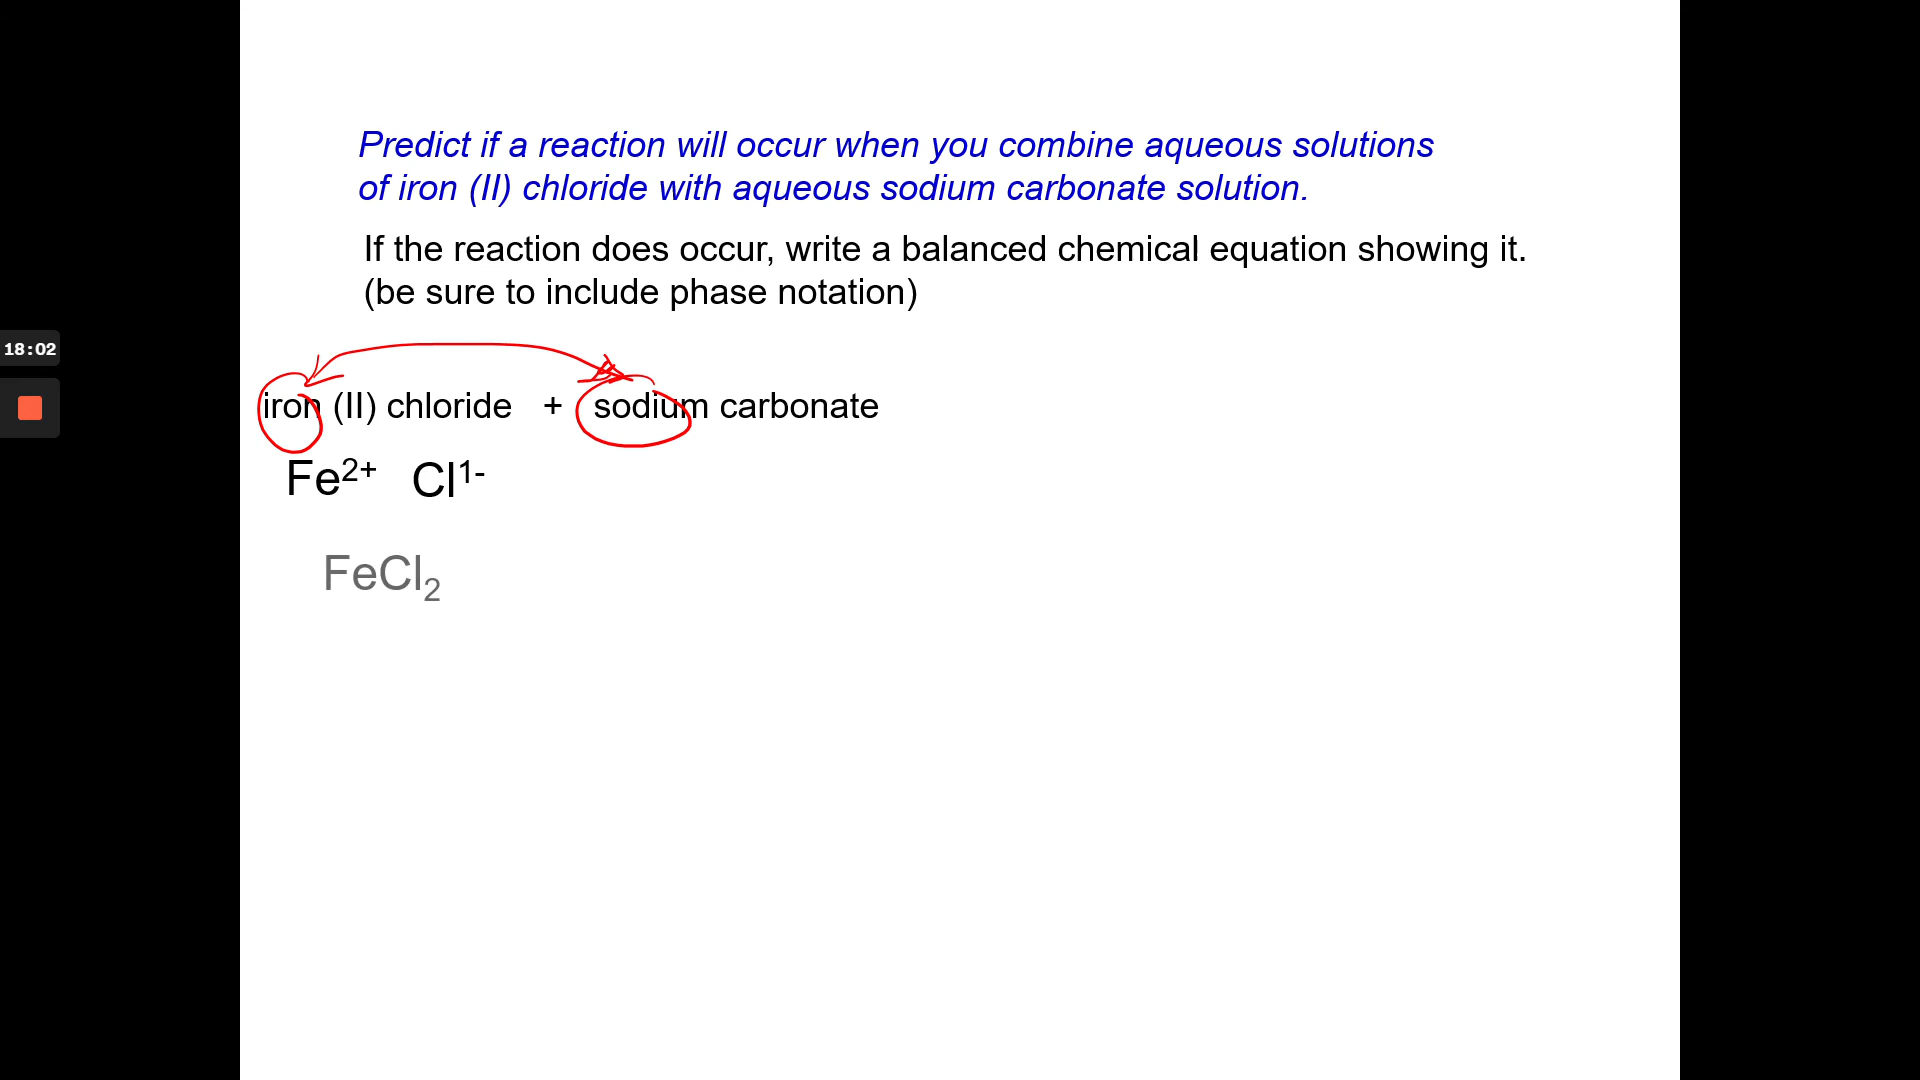 Predict if a reaction will occur when you combine aqueous solutions
of iron (II) chloride with aqueous sodium carbonate solution.
If the reaction does occur, write a balanced chemical equation showing it.
(be sure to include phase notation)
18:02
iron (II) chloride + sodium carbonate
Fe²⁺ Cl¹⁻
FeCl₂